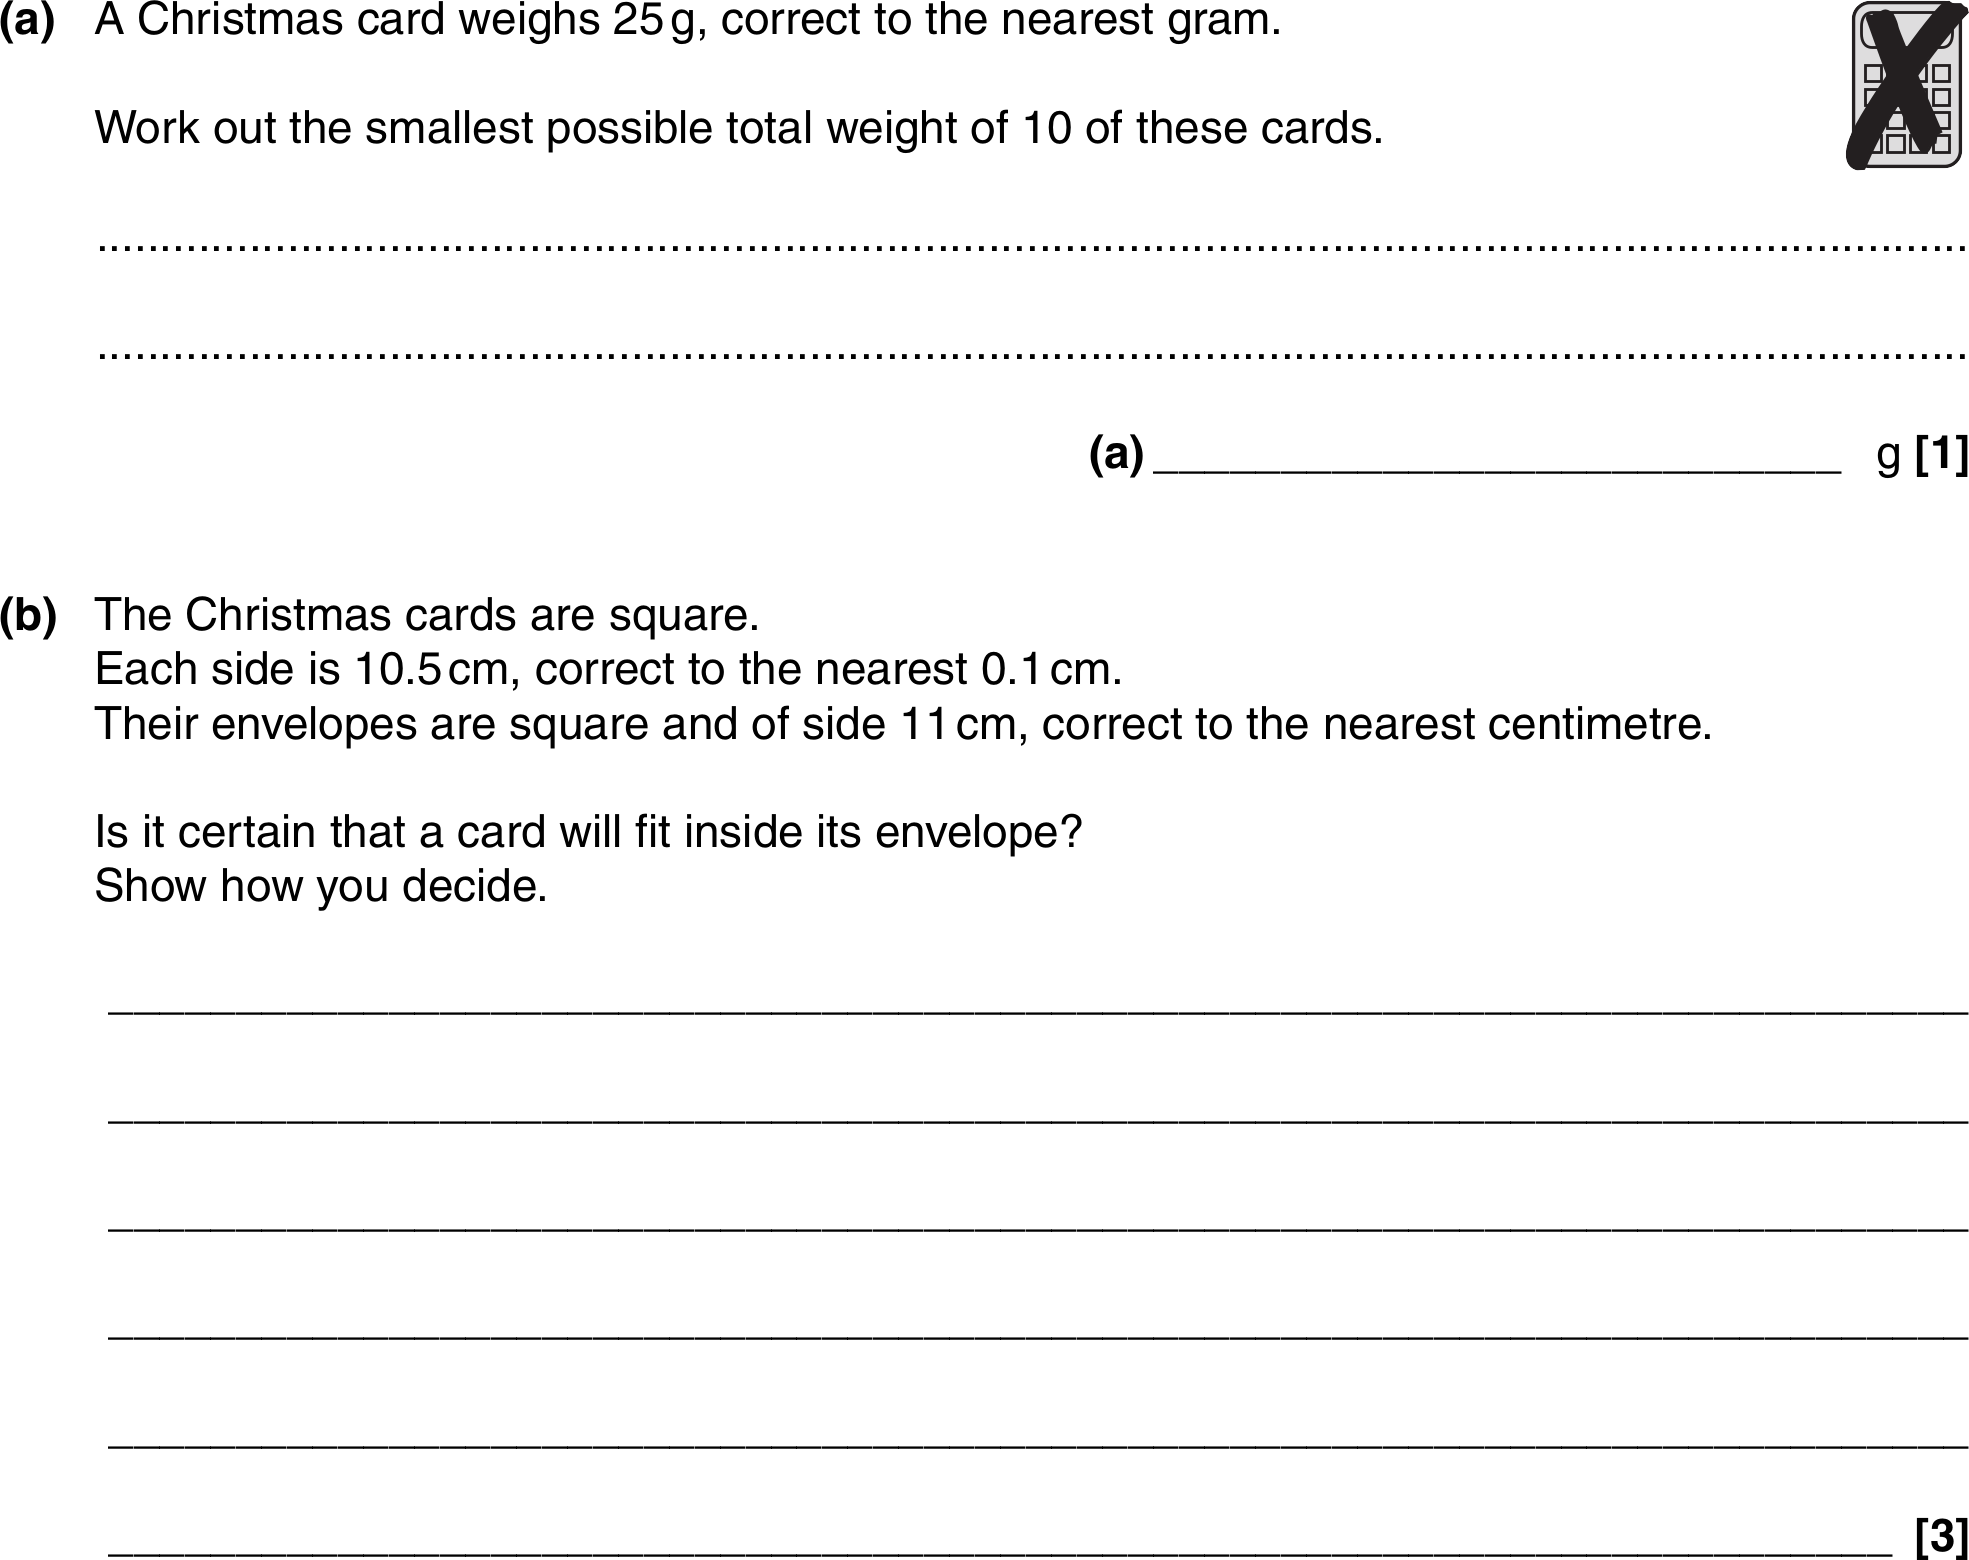 (a) A Christmas card weighs 25 g, correct to the nearest gram.
Work out the smallest possible total weight of 10 of these cards.
(a) ______________________________ g [1]
(b) The Christmas cards are square.
Each side is 10.5 cm, correct to the nearest 0.1 cm.
Their envelopes are square and of side 11 cm, correct to the nearest centimetre.
Is it certain that a card will fit inside its envelope?
Show how you decide.
[3]